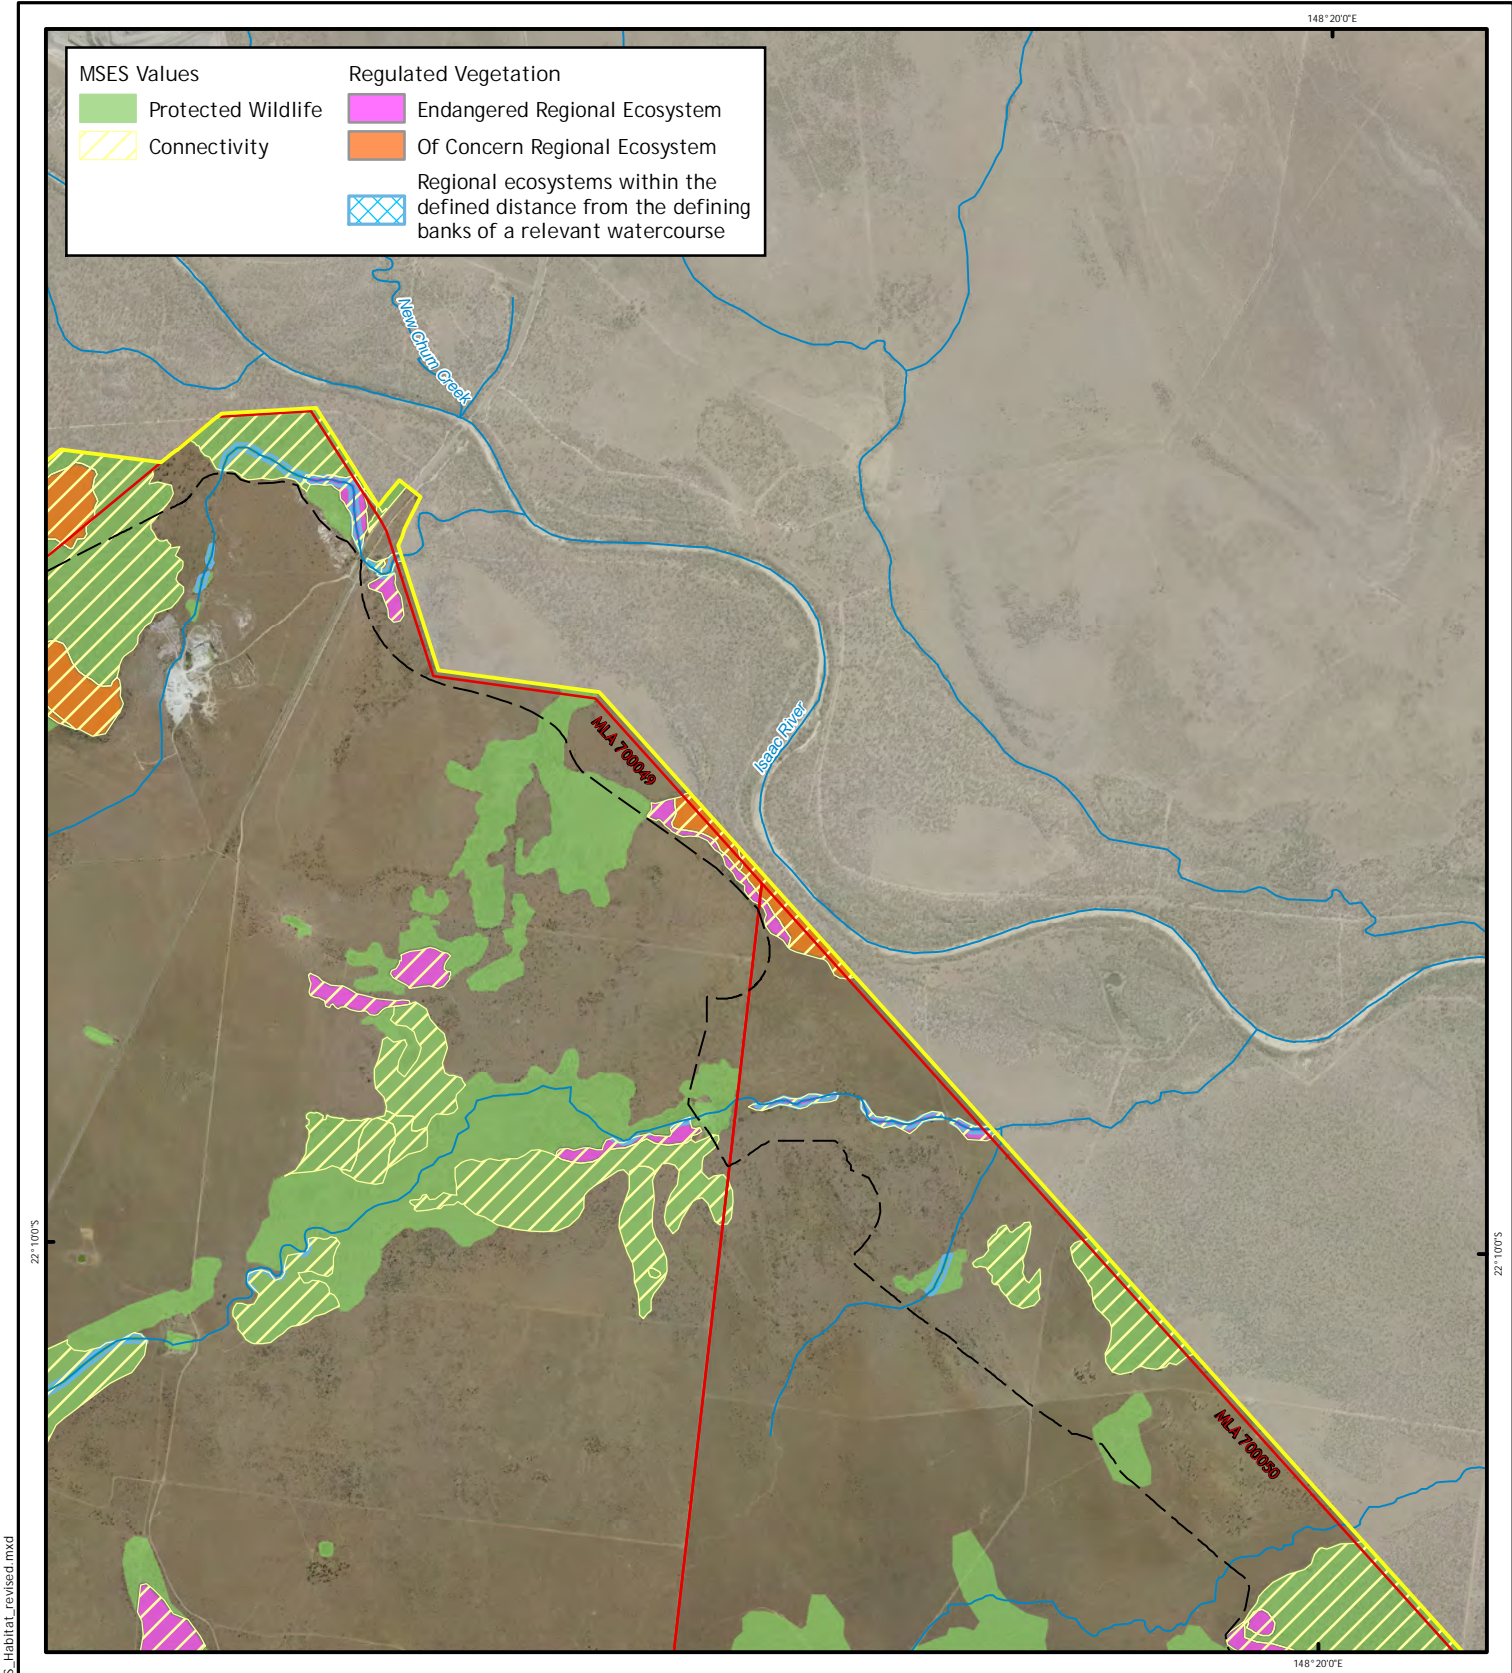 148°20'0"E
MSES Values
Regulated Vegetation
Protected Wildlife
Endangered Regional Ecosystem
Connectivity
Of Concern Regional Ecosystem
Regional ecosystems within the
defined distance from the defining
banks of a relevant watercourse
New Chum Creek
Isaac River
MLA 700049
22°10'0"S
22°10'0"S
MLA 700050
S_Habitat_revised.mxd
148°20'0"E